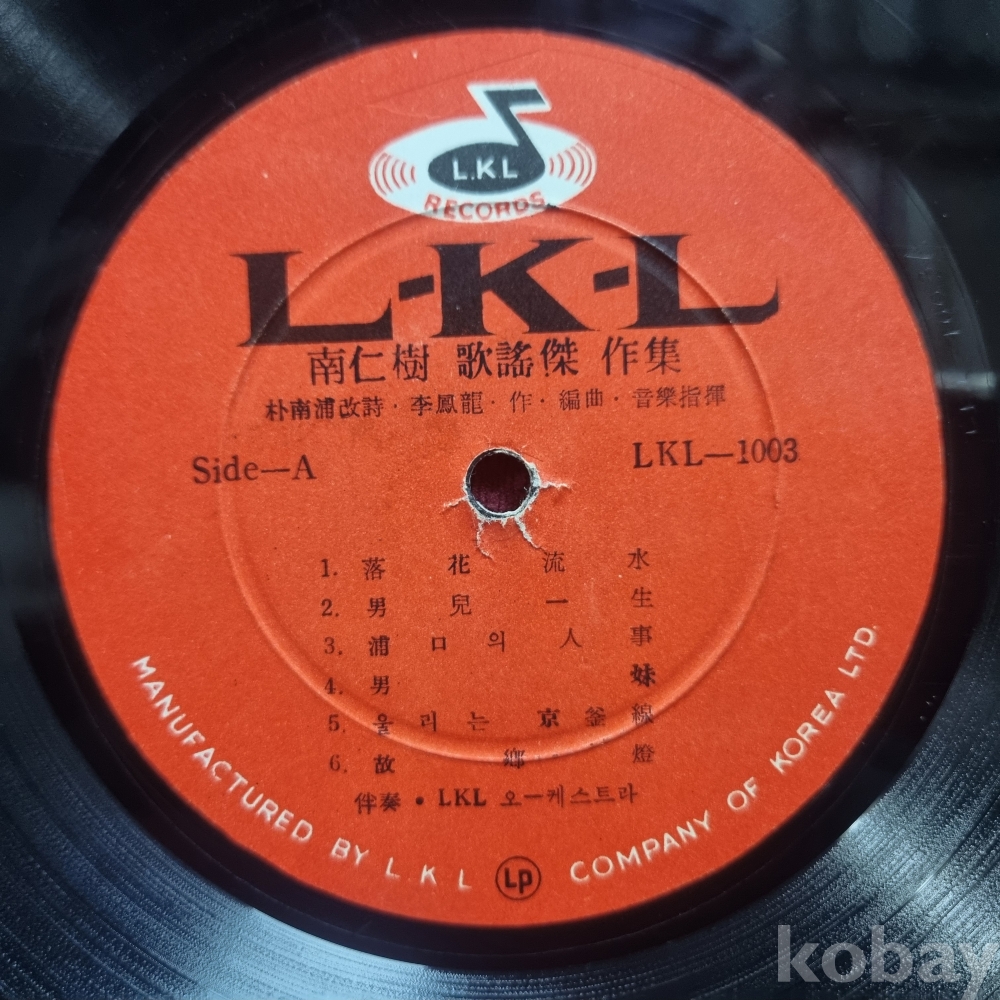 L.K.L
RECORDS
L-K-L
南仁樹 歌謠傑 作集
朴南浦改詩·李鳳龍·作·編曲·音樂指揮
Side—A
LKL—1003
1. 落花流水
2. 男兒一生
3. 浦口의人事
4. 男妹
5. 울리는京釜線
6. 故鄕燈
伴奏·LKL 오ー케스트라
MANUFACTURED BY L.K L LP COMPANY OF KOREA LTD.
kobay